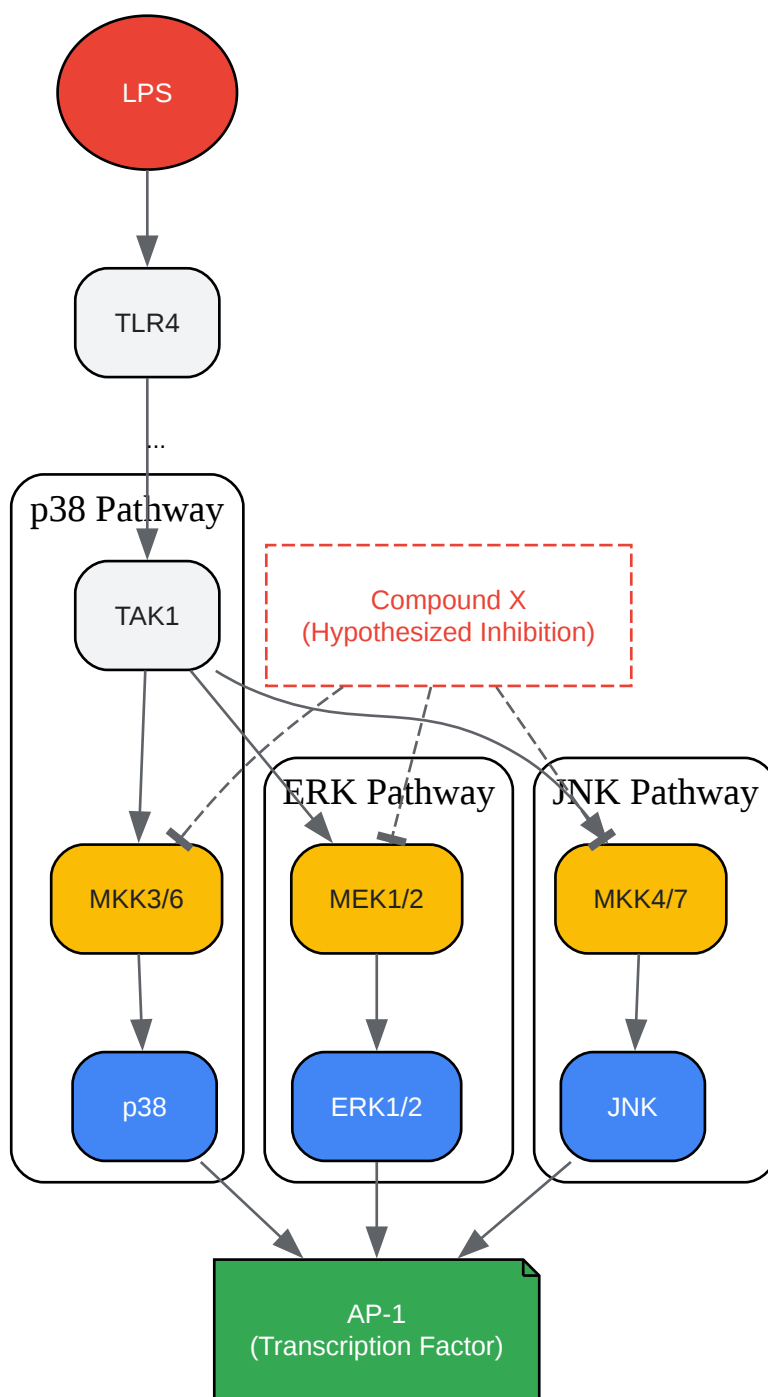 LPS
TLR4
...
p38 Pathway
TAK1
Compound X
(Hypothesized Inhibition)
ERK Pathway
JNK Pathway
MKK3/6
MEK1/2
MKK4/7
p38
ERK1/2
JNK
AP-1
(Transcription Factor)